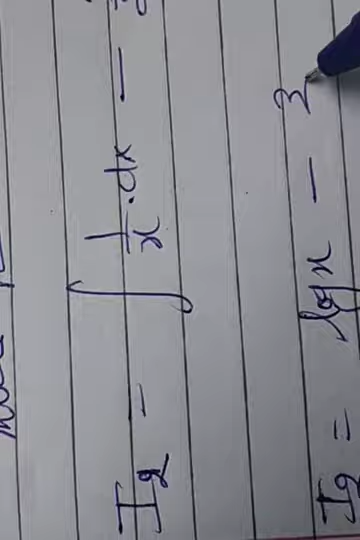 I₂ = ∫ 1/x . dx −
I₂ = log x − 3